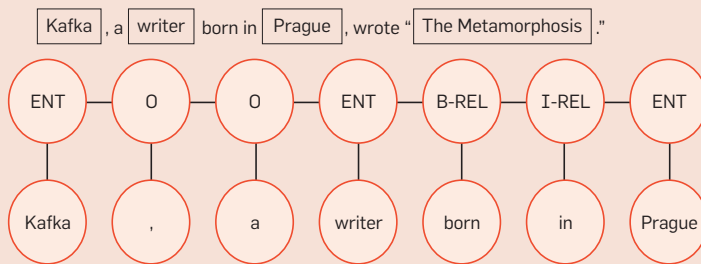 Kafka , a writer born in Prague , wrote “ The Metamorphosis .”
ENT O O ENT B-REL I-REL ENT
Kafka , a writer born in Prague